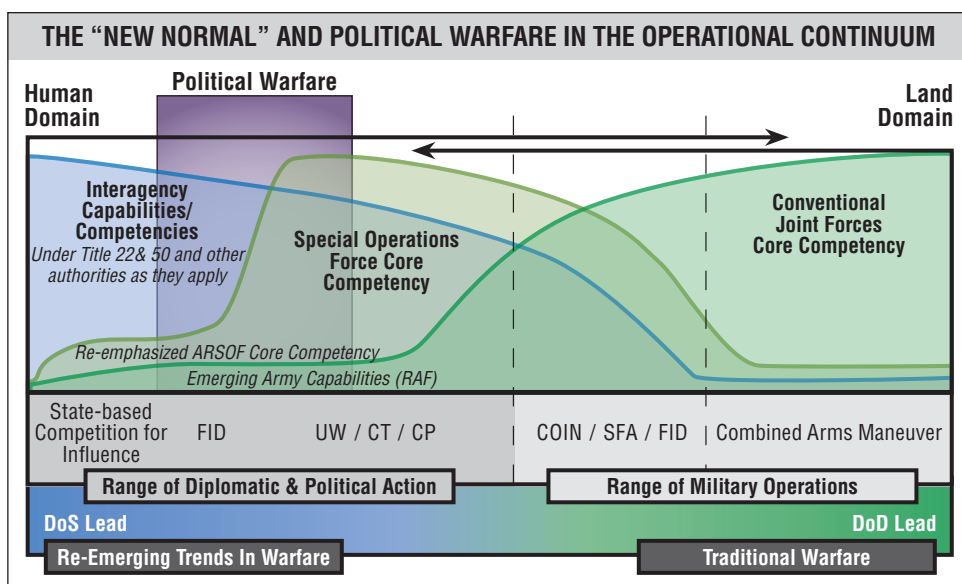 THE “NEW NORMAL” AND POLITICAL WARFARE IN THE OPERATIONAL CONTINUUM
Political Warfare
Human
Domain
Land
Domain
Interagency
Capabilities/
Competencies
Under Title 22& 50 and other
authorities as they apply
Special Operations
Force Core
Competency
Conventional
Joint Forces
Core Competency
Re-emphasized ARSOF Core Competency
Emerging Army Capabilities (RAF)
State-based
Competition for
Influence
FID
UW / CT / CP
COIN / SFA / FID
Combined Arms Maneuver
Range of Diplomatic & Political Action
Range of Military Operations
DoS Lead
DoD Lead
Re-Emerging Trends In Warfare
Traditional Warfare